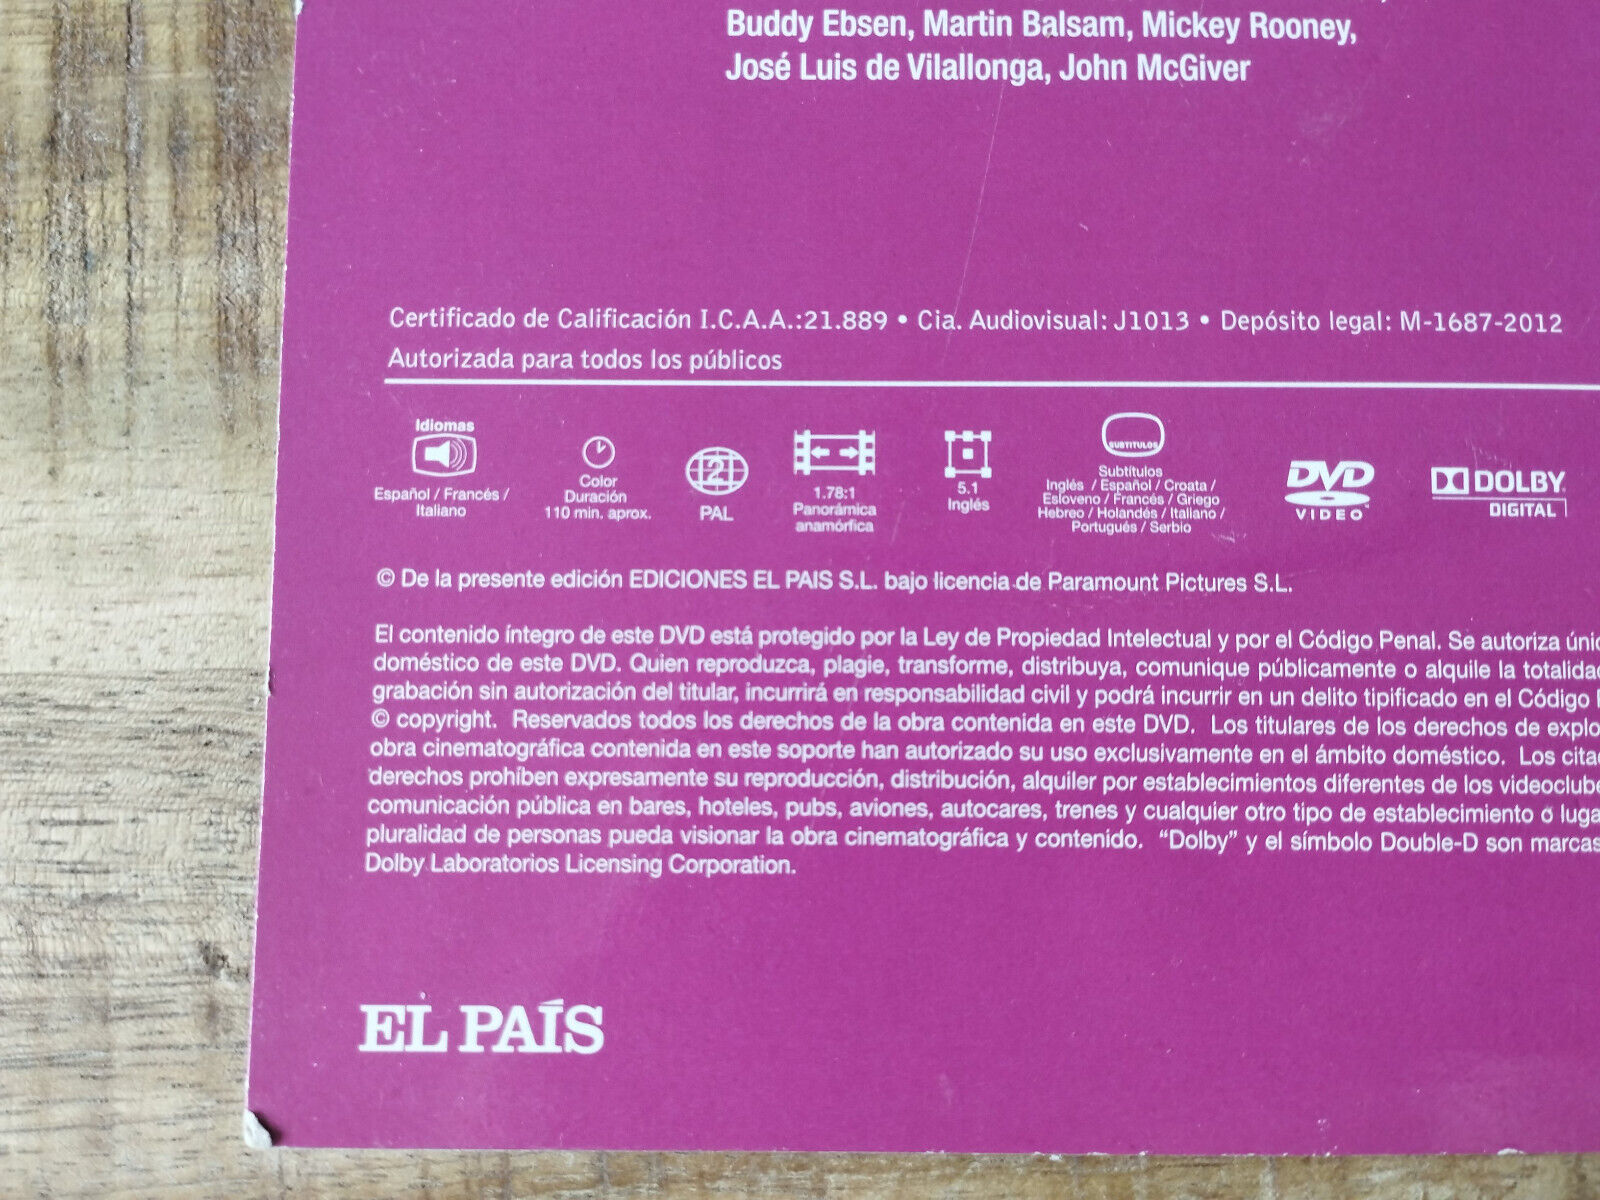 Buddy Ebsen, Martin Balsam, Mickey Rooney,
José Luis de Vilallonga, John McGiver
Certificado de Calificación I.C.A.A.:21.889 • Cia. Audiovisual: J1013 • Depósito legal: M-1687-2012
Autorizada para todos los públicos
Idiomas
Español / Francés /
Italiano
Color
Duración
110 min. aprox.
2
PAL
1.78:1
Panorámica
anamórfica
5.1
Inglés
SUBTITULOS
Subtítulos
Inglés / Español / Croata /
Esloveno / Francés / Griego
Hebreo / Holandés / Italiano /
Portugués / Serbio
DVD
VIDEO
DOLBY
DIGITAL
© De la presente edición EDICIONES EL PAIS S.L. bajo licencia de Paramount Pictures S.L.
El contenido íntegro de este DVD está protegido por la Ley de Propiedad Intelectual y por el Código Penal. Se autoriza
doméstico de este DVD. Quien reproduzca, plagie, transforme, distribuya, comunique públicamente o alquile la
grabación sin autorización del titular, incurrirá en responsabilidad civil y podrá incurrir en un delito tipificado en el Código
© copyright. Reservados todos los derechos de la obra contenida en este DVD. Los titulares de los derechos de
obra cinematográfica contenida en este soporte han autorizado su uso exclusivamente en el ámbito doméstico. Los
derechos prohíben expresamente su reproducción, distribución, alquiler por establecimientos diferentes de los
comunicación pública en bares, hoteles, pubs, aviones, autocares, trenes y cualquier otro tipo de establecimiento o
pluralidad de personas pueda visionar la obra cinematográfica y contenido. “Dolby” y el símbolo Double-D son marcas
Dolby Laboratorios Licensing Corporation.
EL PAÍS